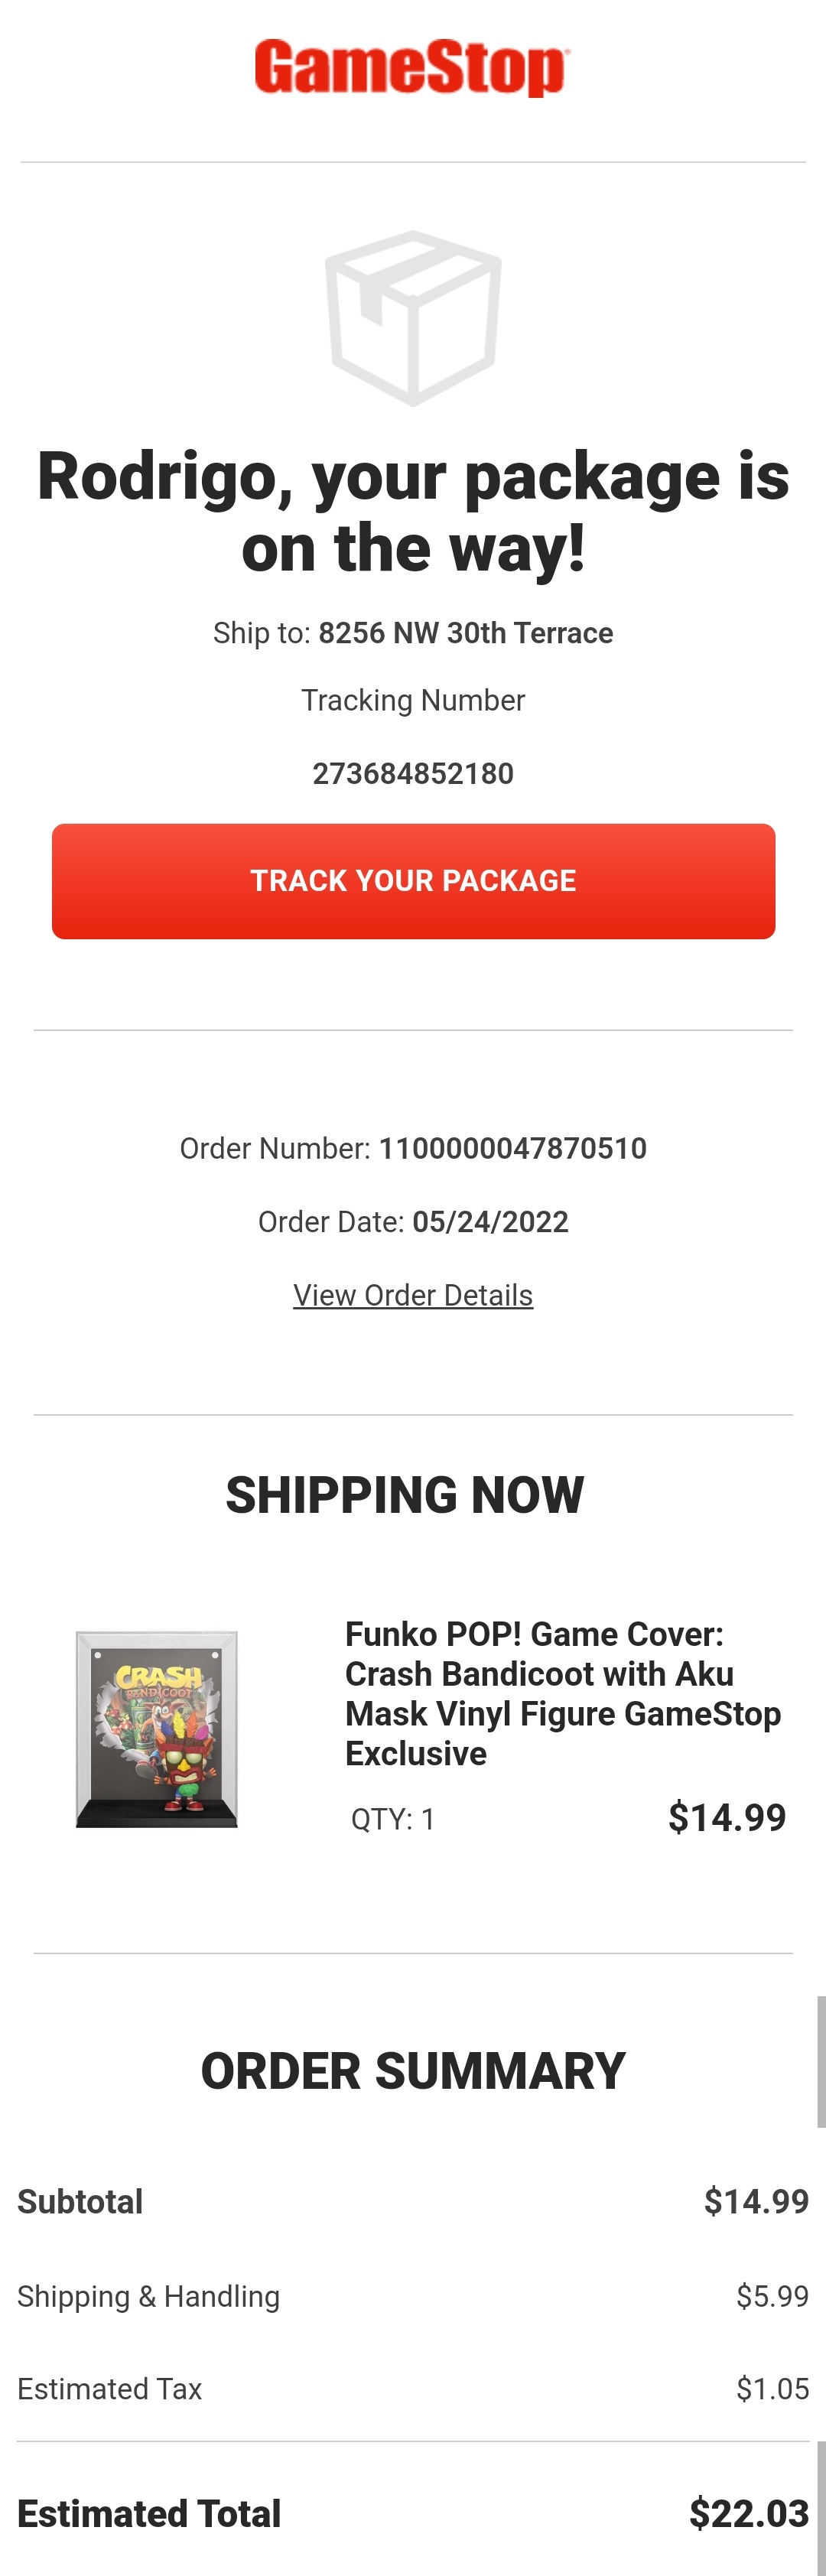 GameStop
Rodrigo, your package is
on the way!
Ship to: 8256 NW 30th Terrace
Tracking Number
273684852180
TRACK YOUR PACKAGE
Order Number: 1100000047870510
Order Date: 05/24/2022
View Order Details
SHIPPING NOW
CRASH
BANDICOOT
Funko POP! Game Cover:
Crash Bandicoot with Aku
Mask Vinyl Figure GameStop
Exclusive
QTY: 1 $14.99
ORDER SUMMARY
Subtotal $14.99
Shipping & Handling $5.99
Estimated Tax $1.05
Estimated Total $22.03